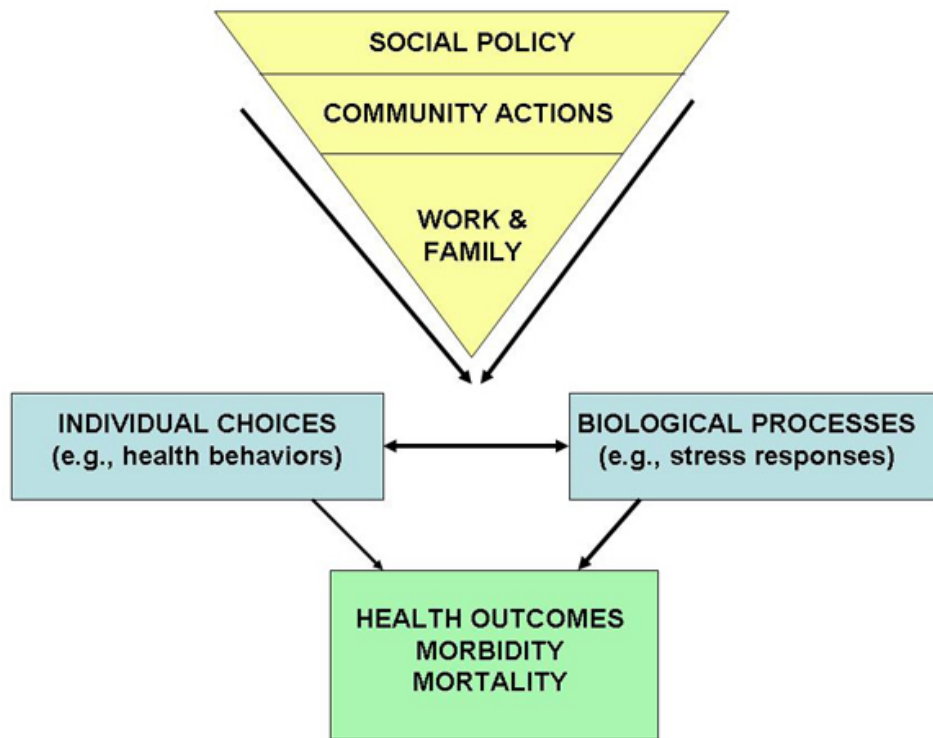 SOCIAL POLICY
COMMUNITY ACTIONS
WORK &
FAMILY
INDIVIDUAL CHOICES
(e.g., health behaviors)
BIOLOGICAL PROCESSES
(e.g., stress responses)
HEALTH OUTCOMES
MORBIDITY
MORTALITY